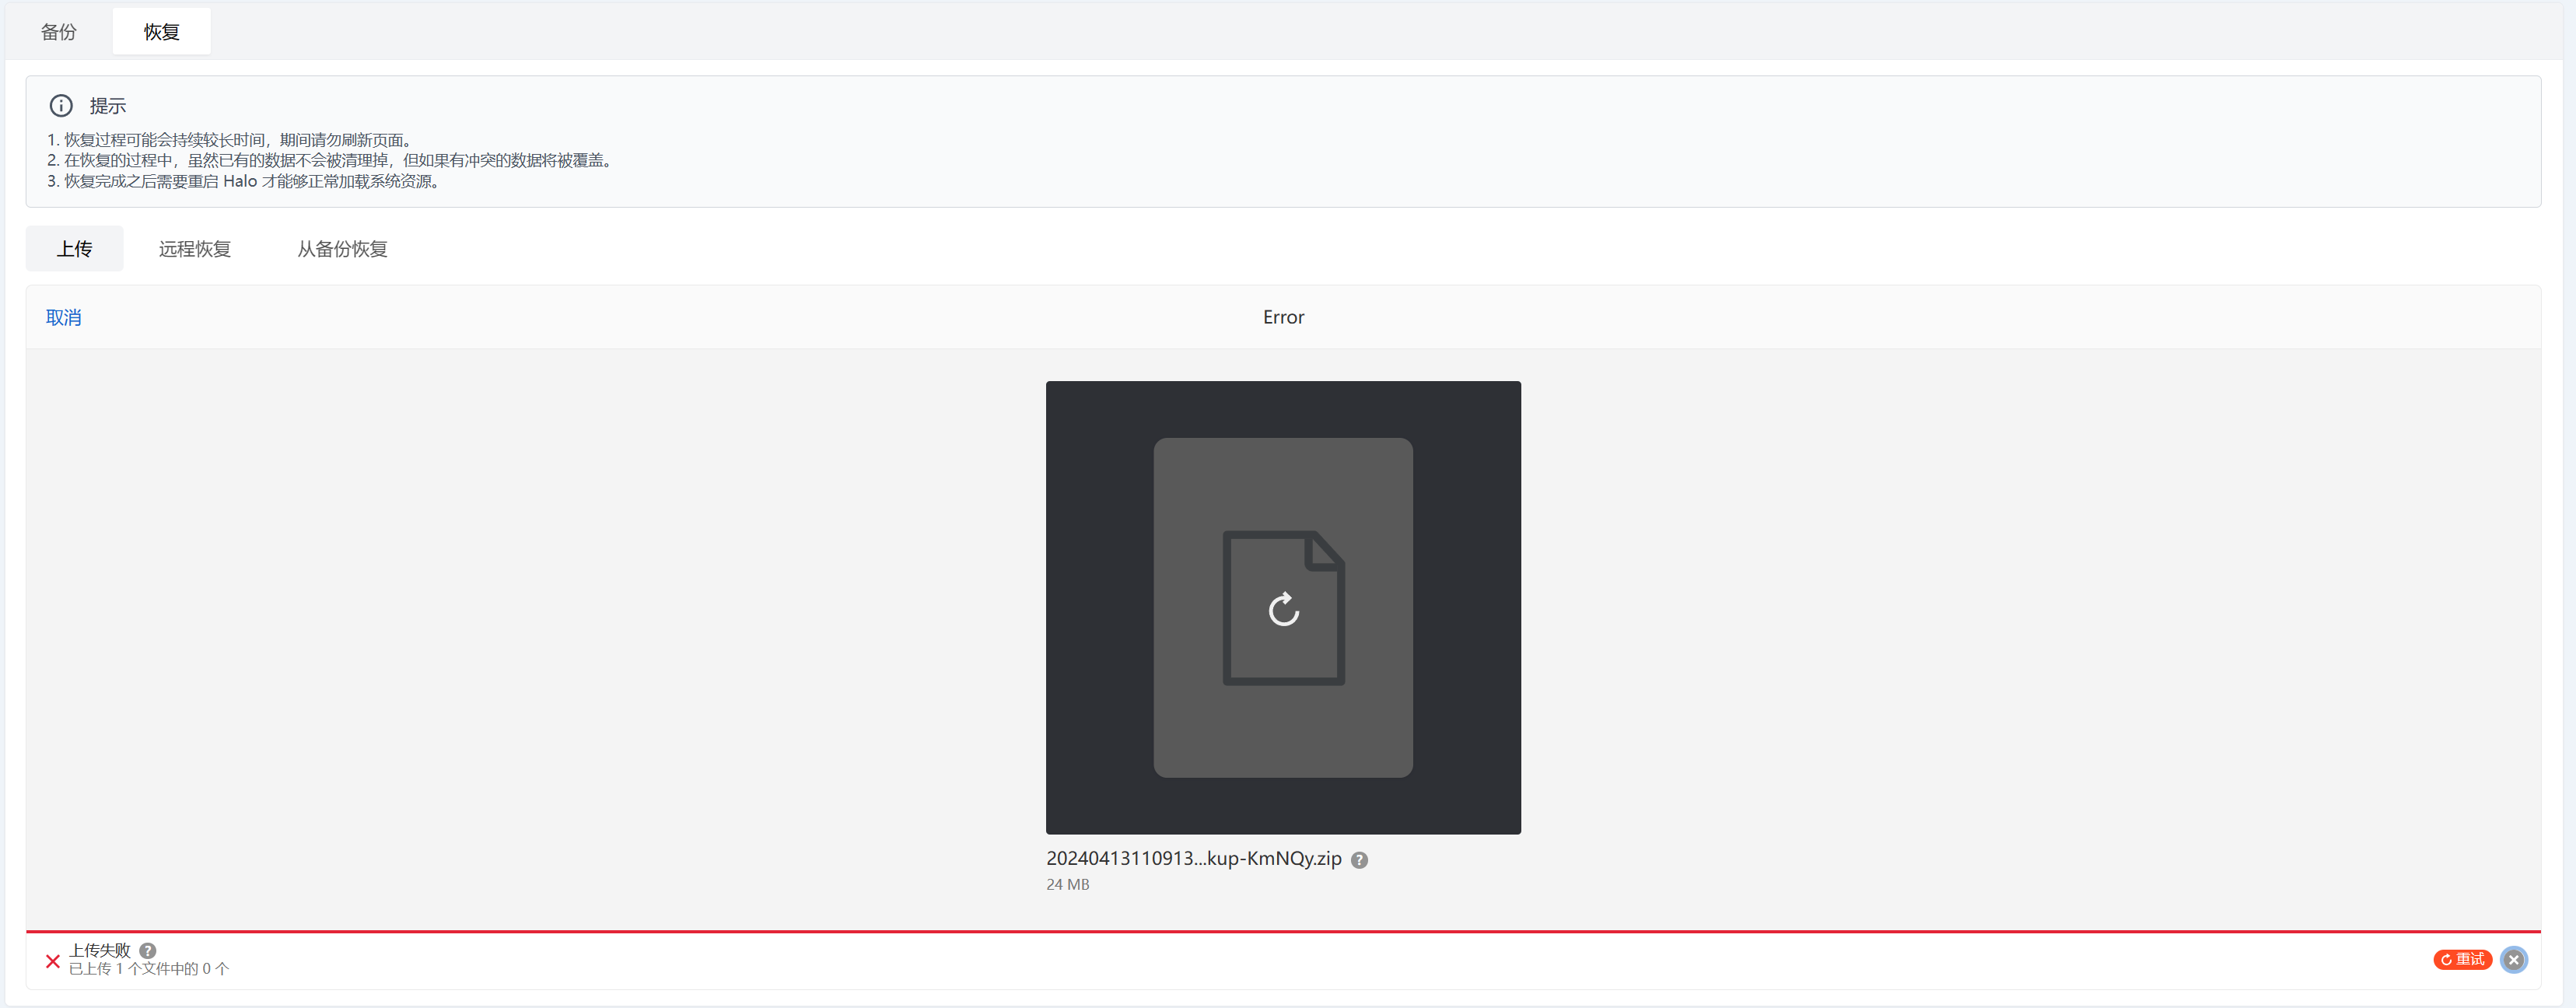 备份
恢复
提示
1. 恢复过程可能会持续较长时间，期间请勿刷新页面。
2. 在恢复的过程中，虽然已有的数据不会被清理掉，但如果有冲突的数据将被覆盖。
3. 恢复完成之后需要重启 Halo 才能够正常加载系统资源。
上传
远程恢复
从备份恢复
取消
Error
20240413110913...kup-KmNQy.zip
24 MB
上传失败
已上传 1 个文件中的 0 个
重试